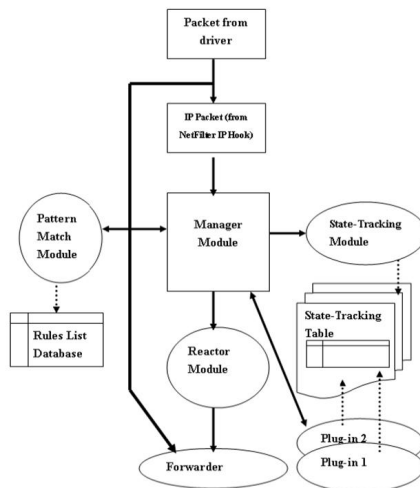 Packet from
driver
IP Packet (from
NetFilter IP Hook)
Pattern
Match
Module
Manager
Module
State-Tracking
Module
Rules List
Database
State-Tracking
Table
Reactor
Module
Plug-in 2
Plug-in 1
Forwarder